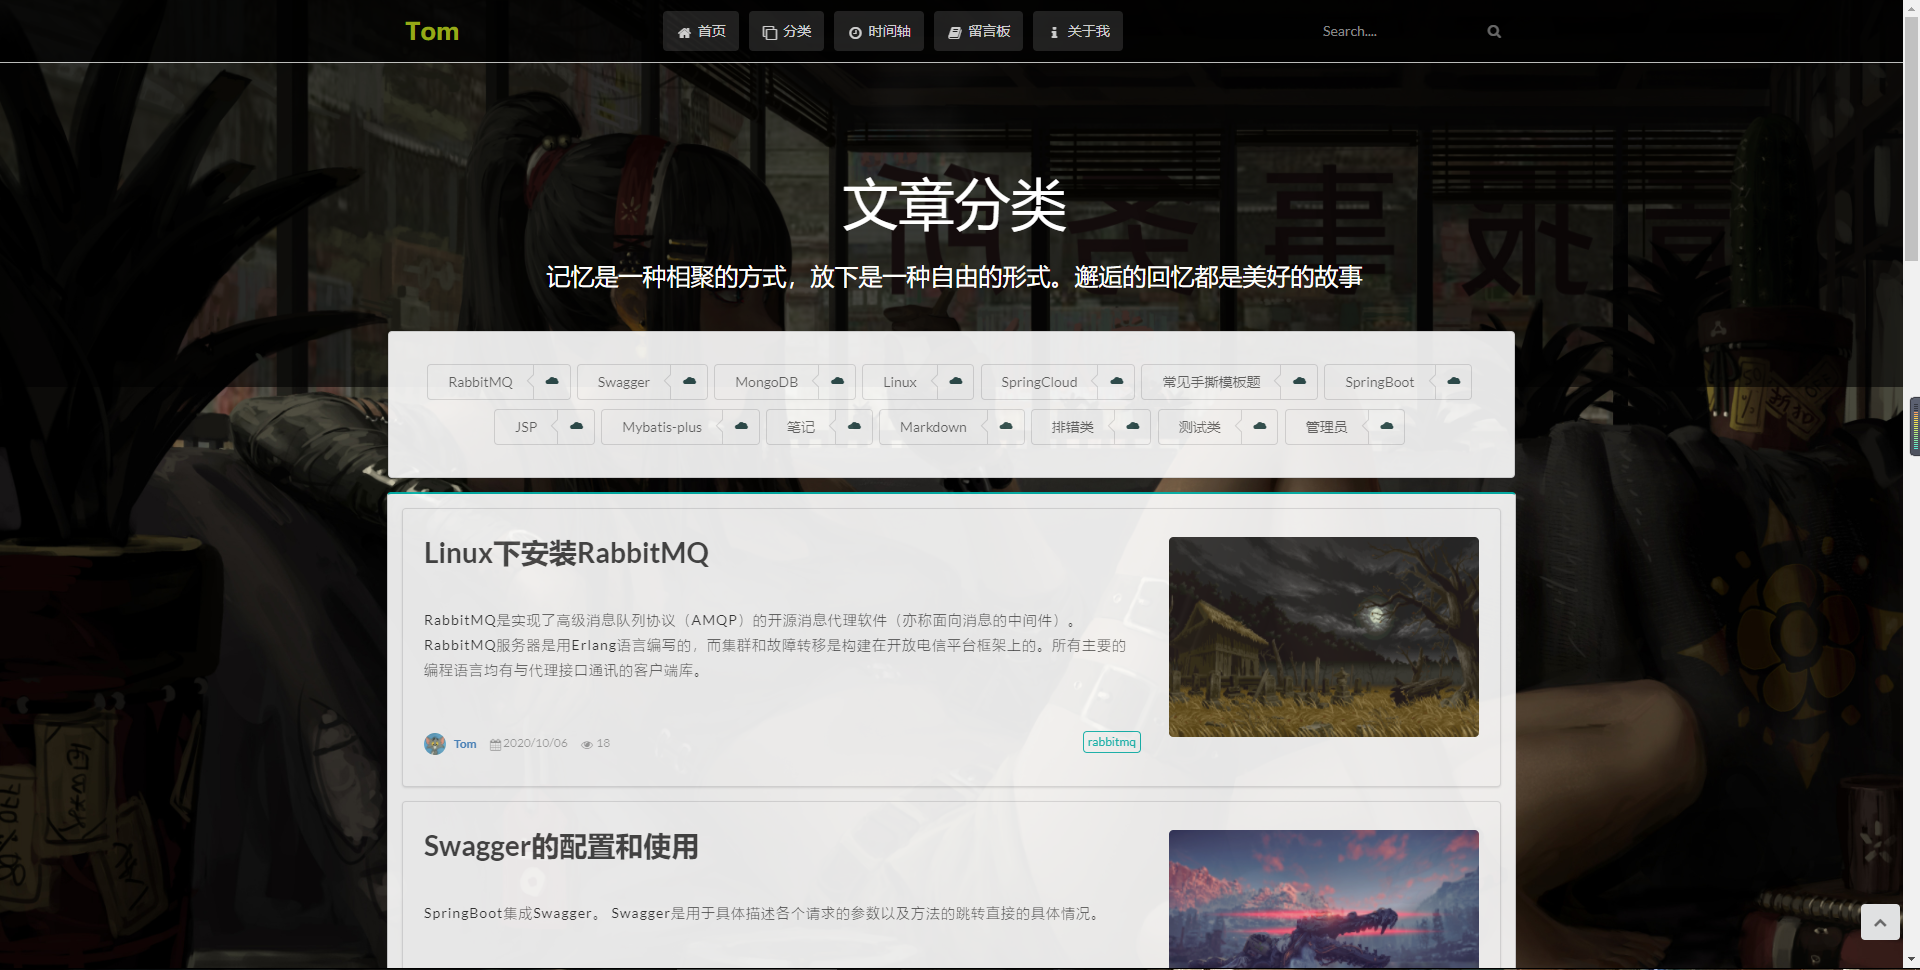 Tom
首页 分类 时间轴 留言板 关于我 Search....
文章分类
记忆是一种相聚的方式，放下是一种自由的形式。邂逅的回忆都是美好的故事
RabbitMQ Swagger MongoDB Linux SpringCloud 常见手撕模板题 SpringBoot
JSP Mybatis-plus 笔记 Markdown 排错类 测试类 管理员
Linux下安装RabbitMQ
RabbitMQ是实现了高级消息队列协议（AMQP）的开源消息代理软件（亦称面向消息的中间件）。
RabbitMQ服务器是用Erlang语言编写的，而集群和故障转移是构建在开放电信平台框架上的。所有主要的
编程语言均有与代理接口通讯的客户端库。
Tom 2020/10/06 18 rabbitmq
Swagger的配置和使用
SpringBoot集成Swagger。 Swagger是用于具体描述各个请求的参数以及方法的跳转直接的具体情况。